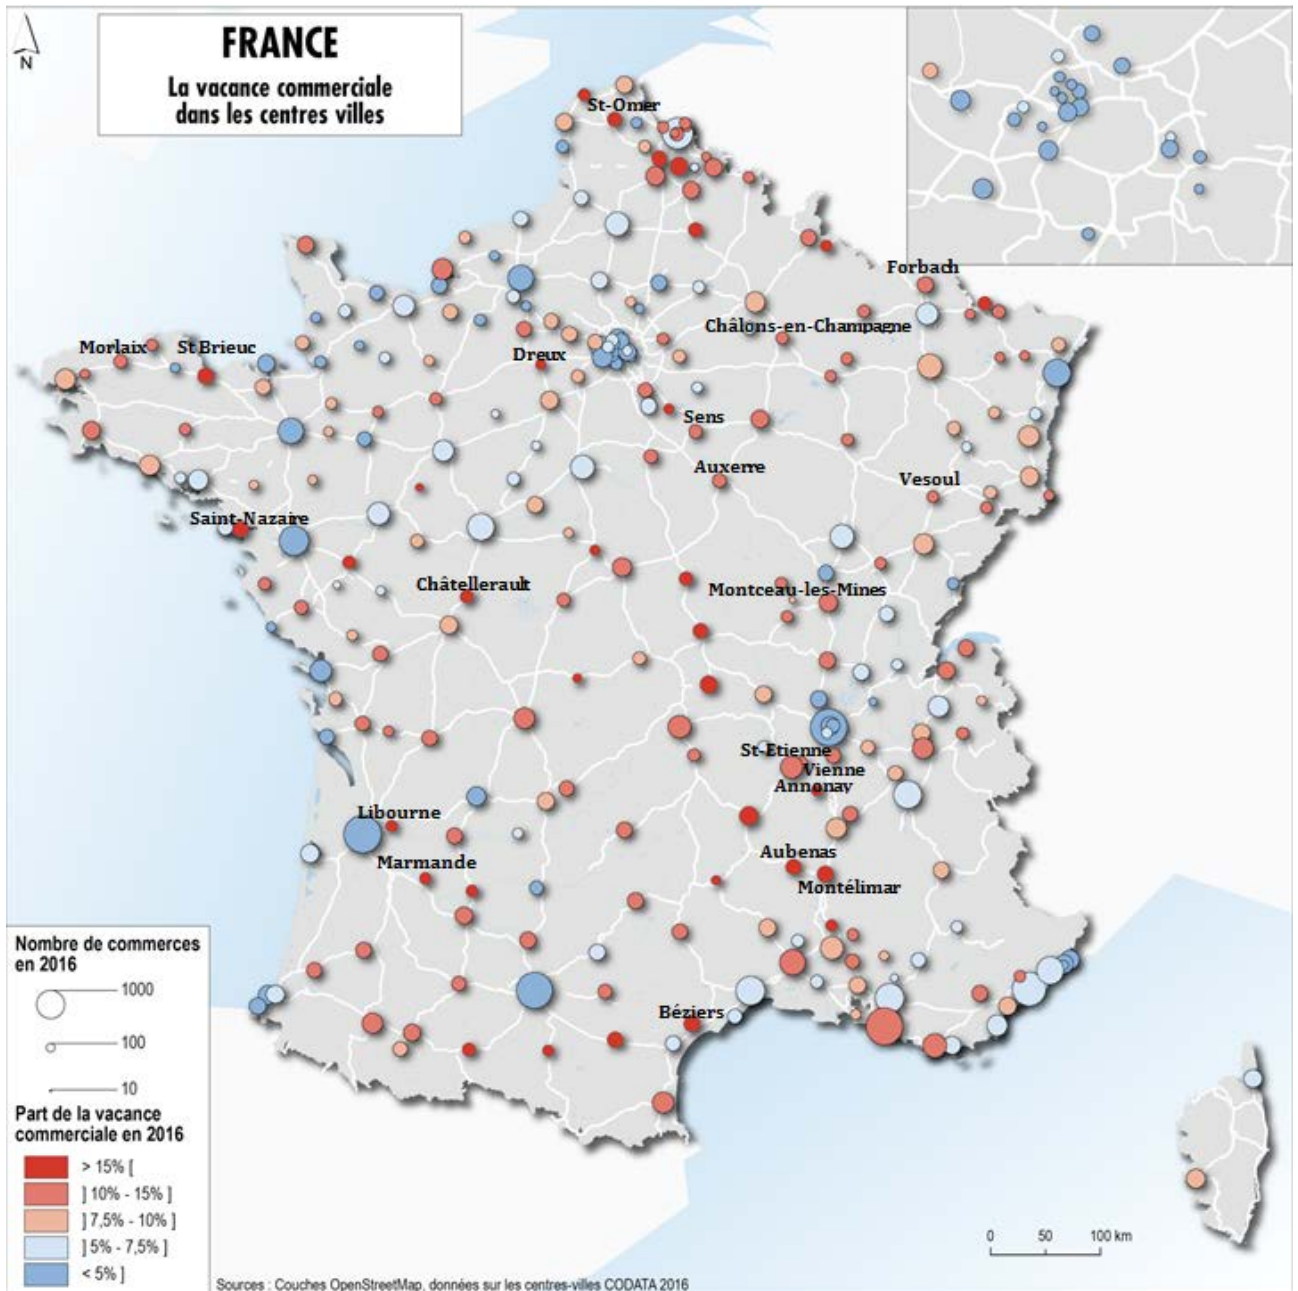 N
FRANCE
La vacance commerciale
dans les centres villes
St-Omer
Forbach
Châlons-en-Champagne
Morlaix
St Brieuc
Dreux
Sens
Auxerre
Vesoul
Saint-Nazaire
Châtellerault
Montceau-les-Mines
St-Etienne
Vienne
Annonay
Libourne
Marmande
Aubenas
Montélimar
Béziers
Nombre de commerces
en 2016
1000
100
10
Part de la vacance
commerciale en 2016
> 15% [
] 10% - 15% ]
] 7,5% - 10% ]
] 5% - 7,5% ]
< 5% ]
0 50 100 km
Sources : Couches OpenStreetMap, données sur les centres-villes CODATA 2016